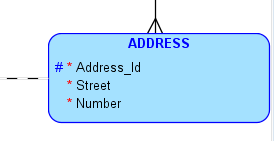 ADDRESS
# * Address_Id
* Street
* Number